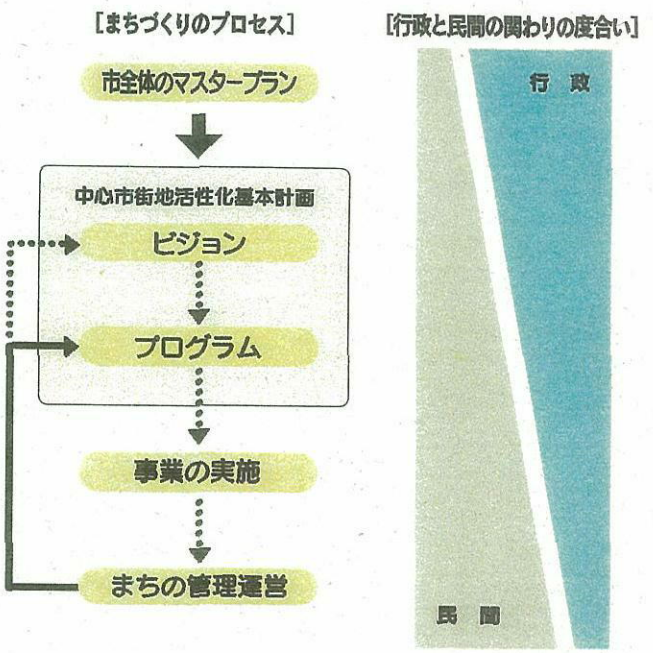 [まちづくりのプロセス]
市全体のマスタープラン
中心市街地活性化基本計画
ビジョン
プログラム
事業の実施
まちの管理運営
[行政と民間の関わりの度合い]
行政
民間